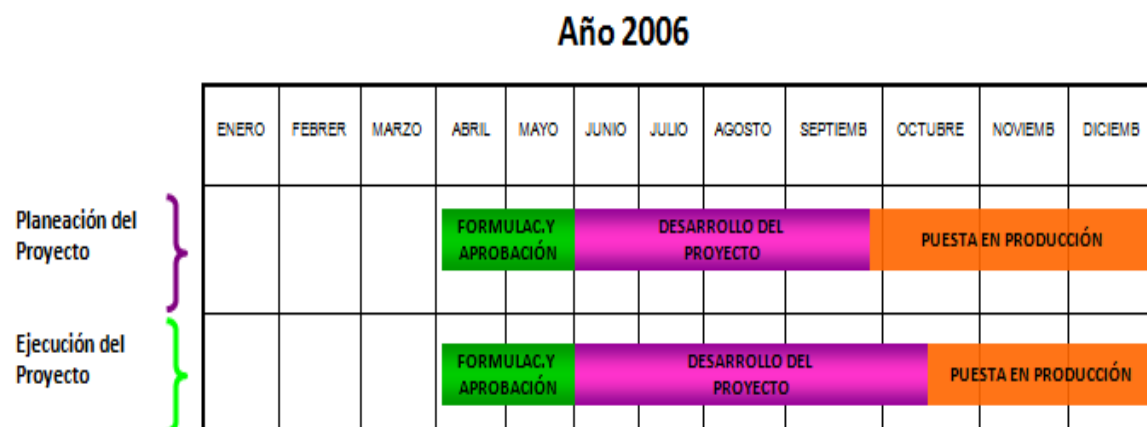 Año 2006
ENERO FEBRER MARZO ABRIL MAYO JUNIO JULIO AGOSTO SEPTIEMB OCTUBRE NOVIEMB DICIEMB
Planeación del
Proyecto
FORMULAC.Y
APROBACIÓN
DESARROLLO DEL
PROYECTO
PUESTA EN PRODUCCIÓN
Ejecución del
Proyecto
FORMULAC.Y
APROBACIÓN
DESARROLLO DEL
PROYECTO
PUESTA EN PRODUCCIÓN